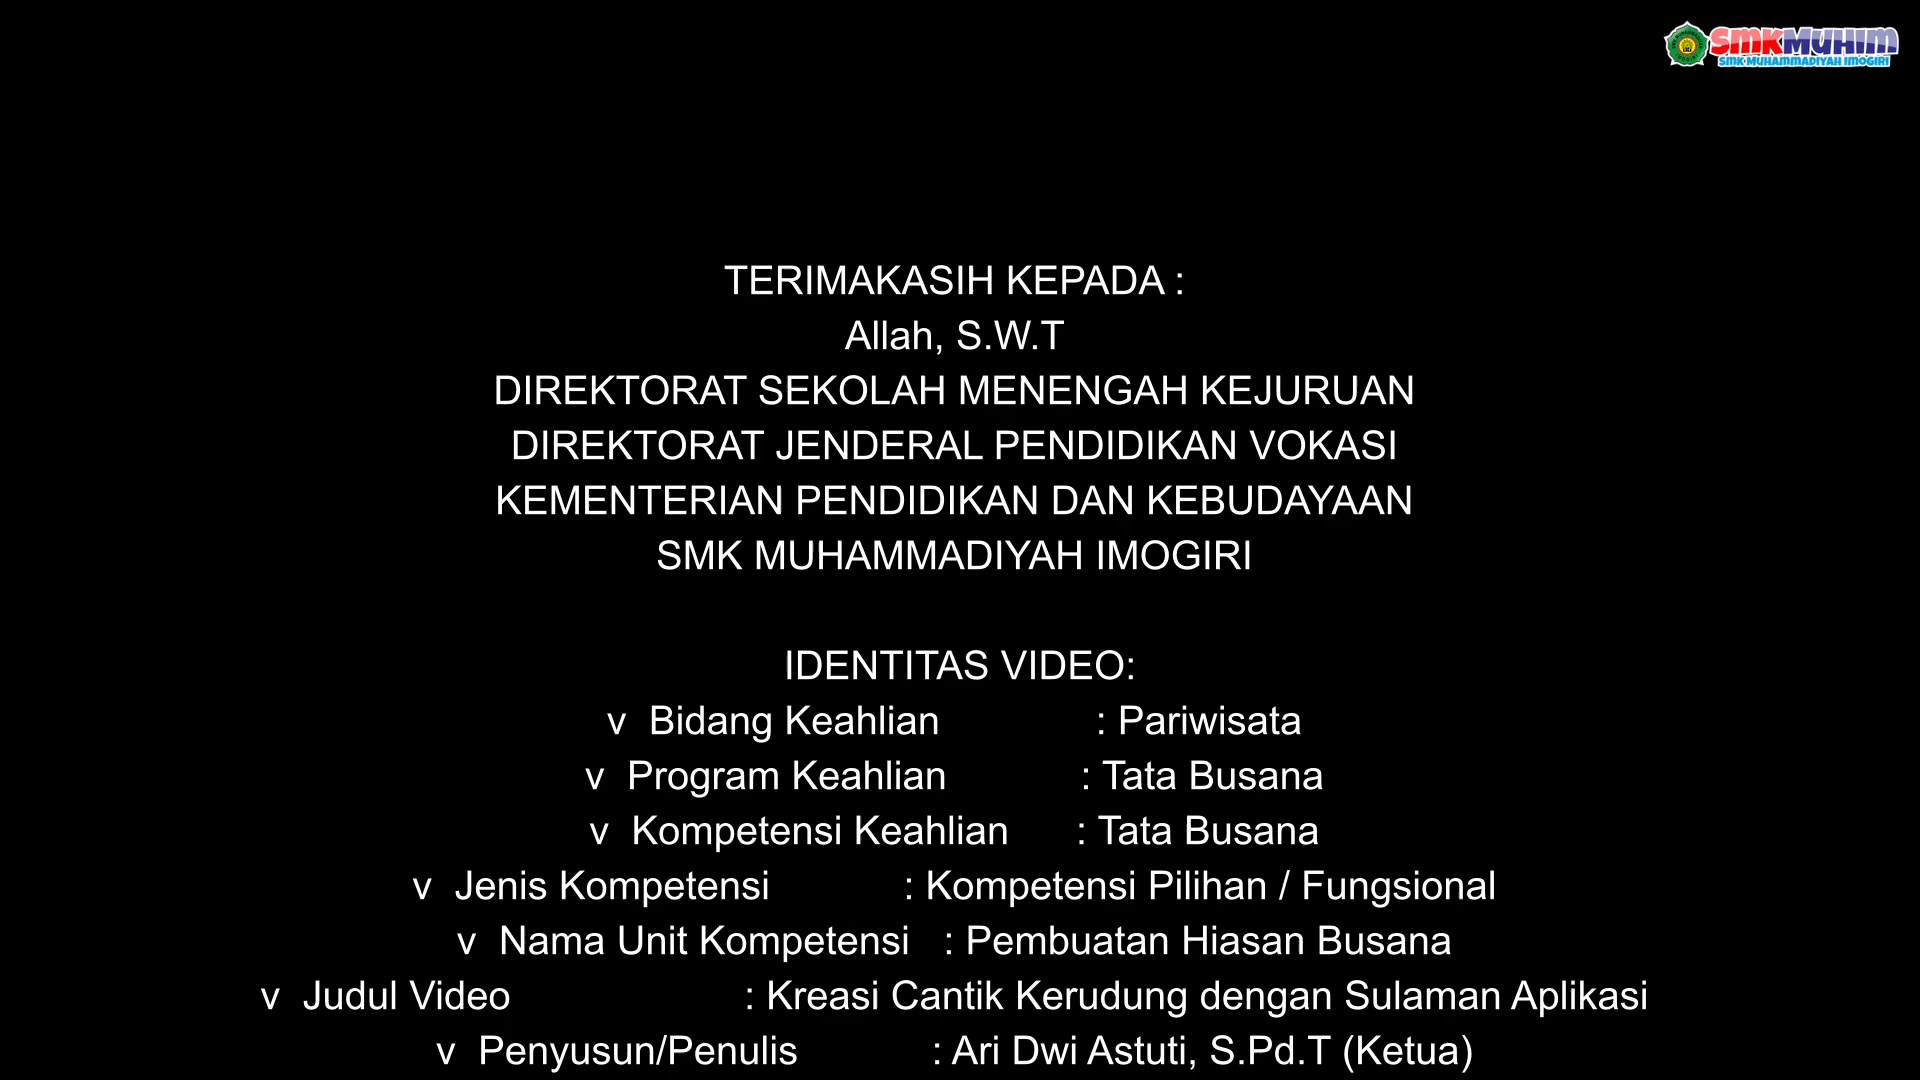 SMKMUHIM
SMK MUHAMMADIYAH IMOGIRI
TERIMAKASIH KEPADA :
Allah, S.W.T
DIREKTORAT SEKOLAH MENENGAH KEJURUAN
DIREKTORAT JENDERAL PENDIDIKAN VOKASI
KEMENTERIAN PENDIDIKAN DAN KEBUDAYAAN
SMK MUHAMMADIYAH IMOGIRI
IDENTITAS VIDEO:
v Bidang Keahlian : Pariwisata
v Program Keahlian : Tata Busana
v Kompetensi Keahlian : Tata Busana
v Jenis Kompetensi : Kompetensi Pilihan / Fungsional
v Nama Unit Kompetensi : Pembuatan Hiasan Busana
v Judul Video : Kreasi Cantik Kerudung dengan Sulaman Aplikasi
v Penyusun/Penulis : Ari Dwi Astuti, S.Pd.T (Ketua)